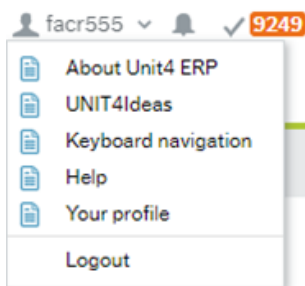 facr555 9249
About Unit4 ERP
UNIT4Ideas
Keyboard navigation
Help
Your profile
Logout